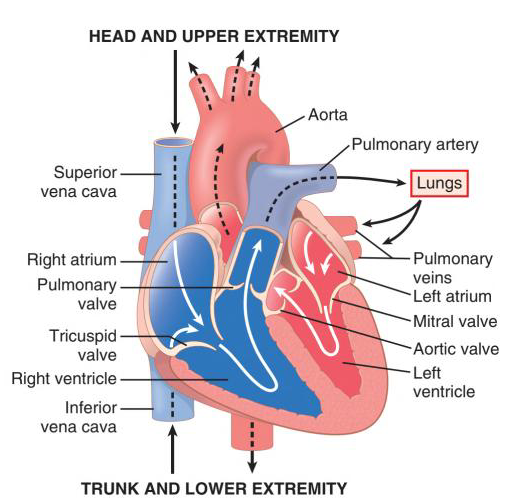 HEAD AND UPPER EXTREMITY
Aorta
Pulmonary artery
Superior
vena cava
Lungs
Right atrium
Pulmonary
veins
Pulmonary
valve
Left atrium
Mitral valve
Tricuspid
valve
Aortic valve
Right ventricle
Left
ventricle
Inferior
vena cava
TRUNK AND LOWER EXTREMITY